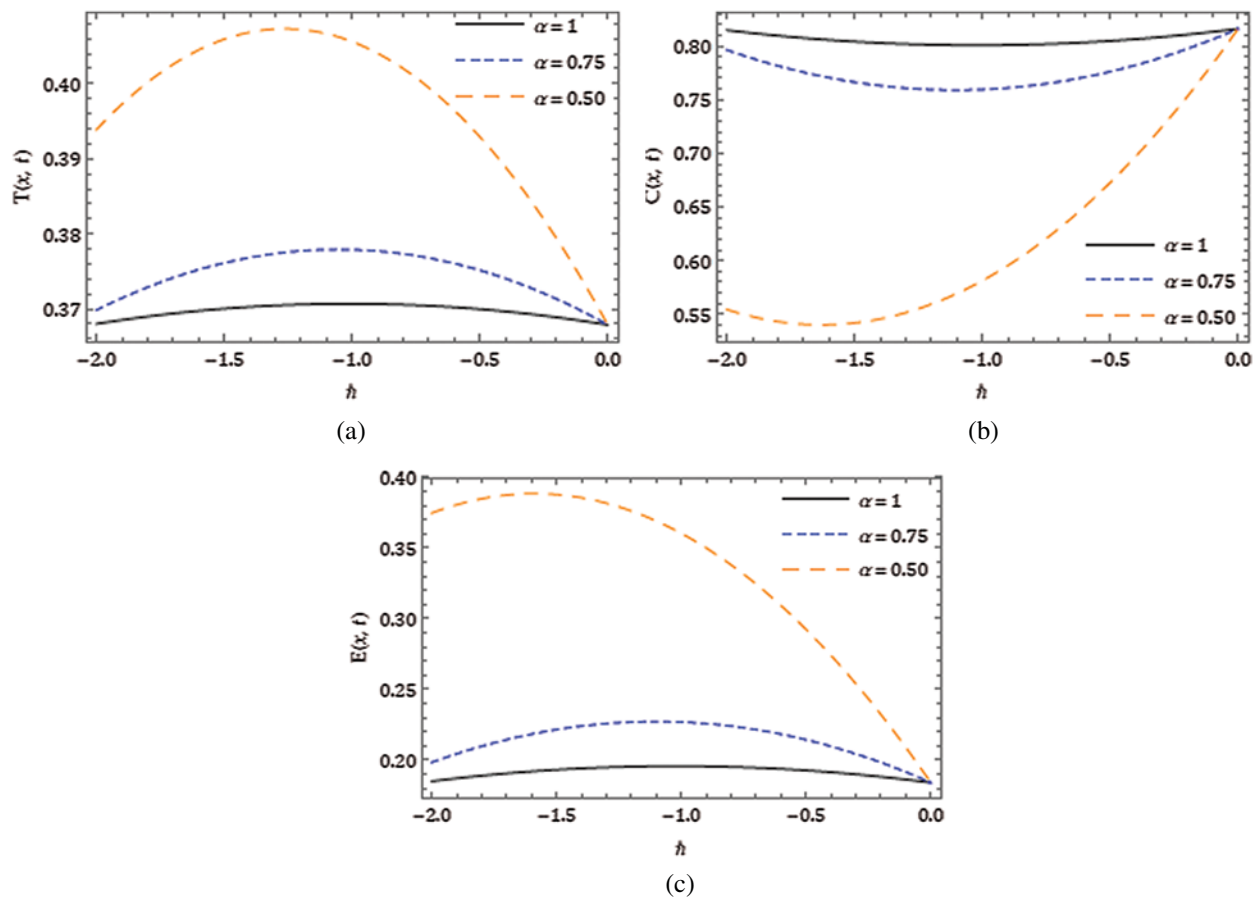 α = 1
α = 0.75
α = 0.50
T(x, t)
0.40
0.39
0.38
0.37
−2.0 −1.5 −1.0 −0.5 0.0
ℏ
(a)
α = 1
α = 0.75
α = 0.50
C(x, t)
0.80
0.75
0.70
0.65
0.60
0.55
−2.0 −1.5 −1.0 −0.5 0.0
ℏ
(b)
α = 1
α = 0.75
α = 0.50
E(x, t)
0.40
0.35
0.30
0.25
0.20
−2.0 −1.5 −1.0 −0.5 0.0
ℏ
(c)